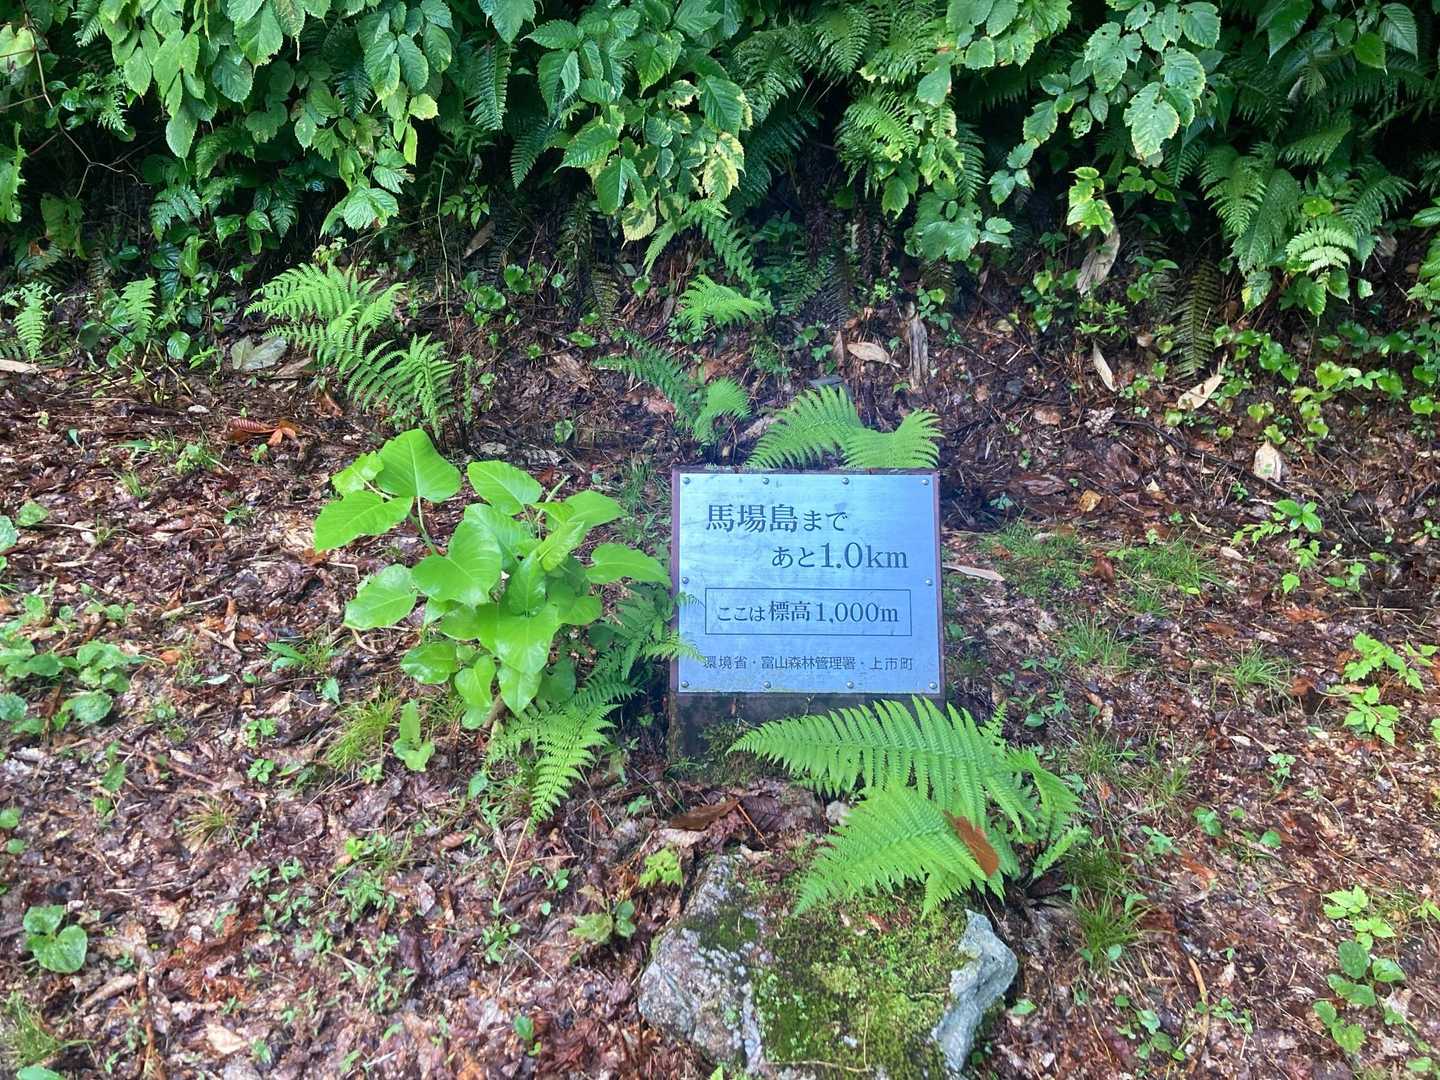 馬場島まで
あと1.0km
ここは標高1,000m
環境省・富山森林管理署・上市町